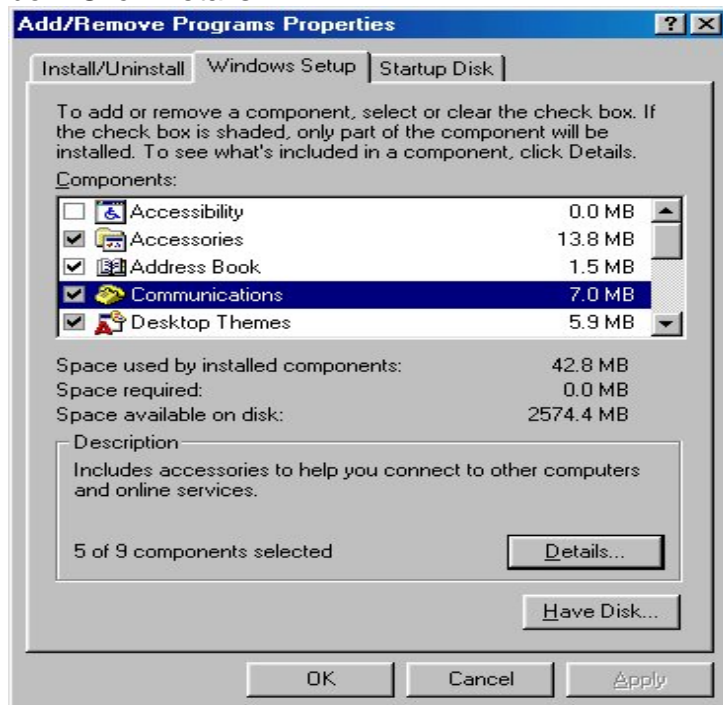 Add/Remove Programs Properties
Install/Uninstall Windows Setup Startup Disk
To add or remove a component, select or clear the check box. If
the check box is shaded, only part of the component will be
installed. To see what's included in a component, click Details.
Components:
Accessibility 0.0 MB
Accessories 13.8 MB
Address Book 1.5 MB
Communications 7.0 MB
Desktop Themes 5.9 MB
Space used by installed components: 42.8 MB
Space required: 0.0 MB
Space available on disk: 2574.4 MB
Description
Includes accessories to help you connect to other computers
and online services.
5 of 9 components selected Details...
Have Disk...
OK Cancel Apply